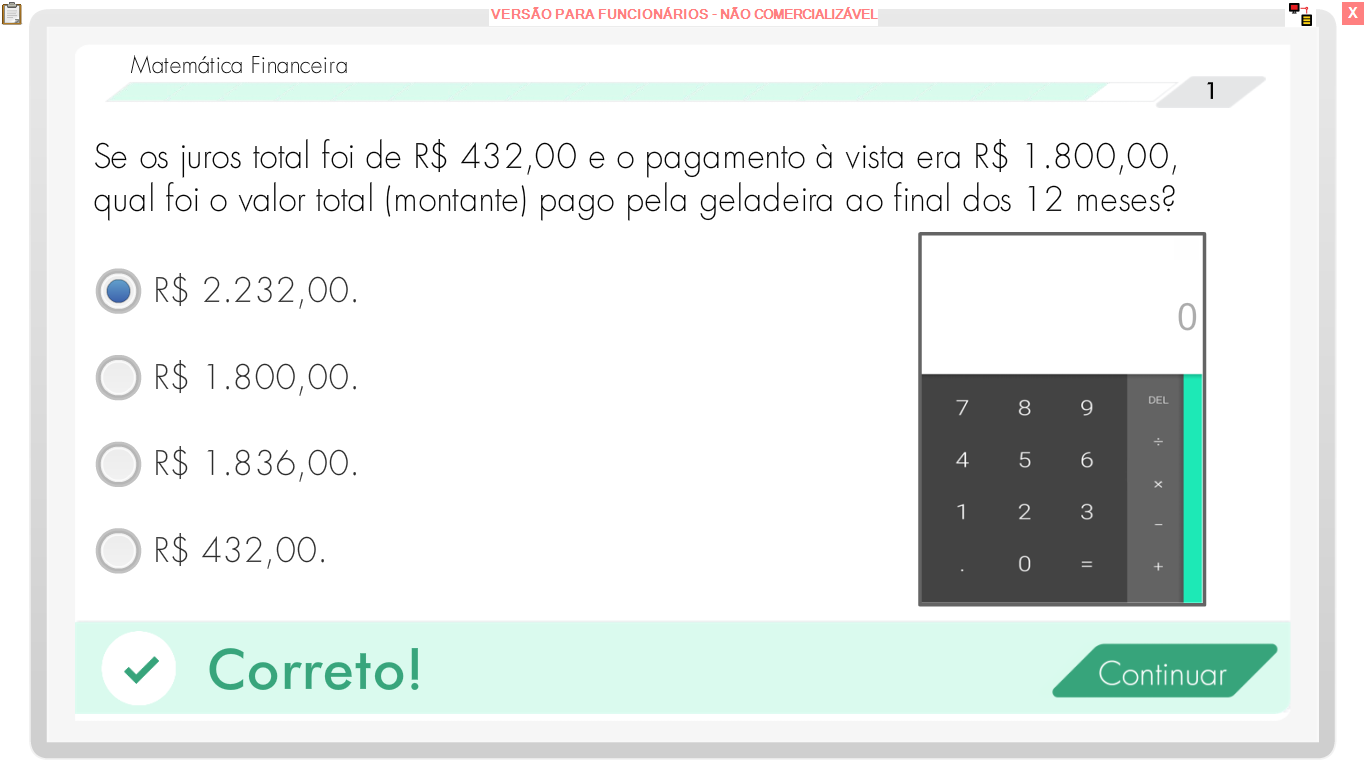 VERSÃO PARA FUNCIONÁRIOS - NÃO COMERCIALIZÁVEL
X
Matemática Financeira
1
Se os juros total foi de R$ 432,00 e o pagamento à vista era R$ 1.800,00,
qual foi o valor total (montante) pago pela geladeira ao final dos 12 meses?
R$ 2.232,00.
R$ 1.800,00.
R$ 1.836,00.
R$ 432,00.
0
7 8 9 DEL
÷
4 5 6
×
1 2 3
−
. 0 = +
Correto!
Continuar